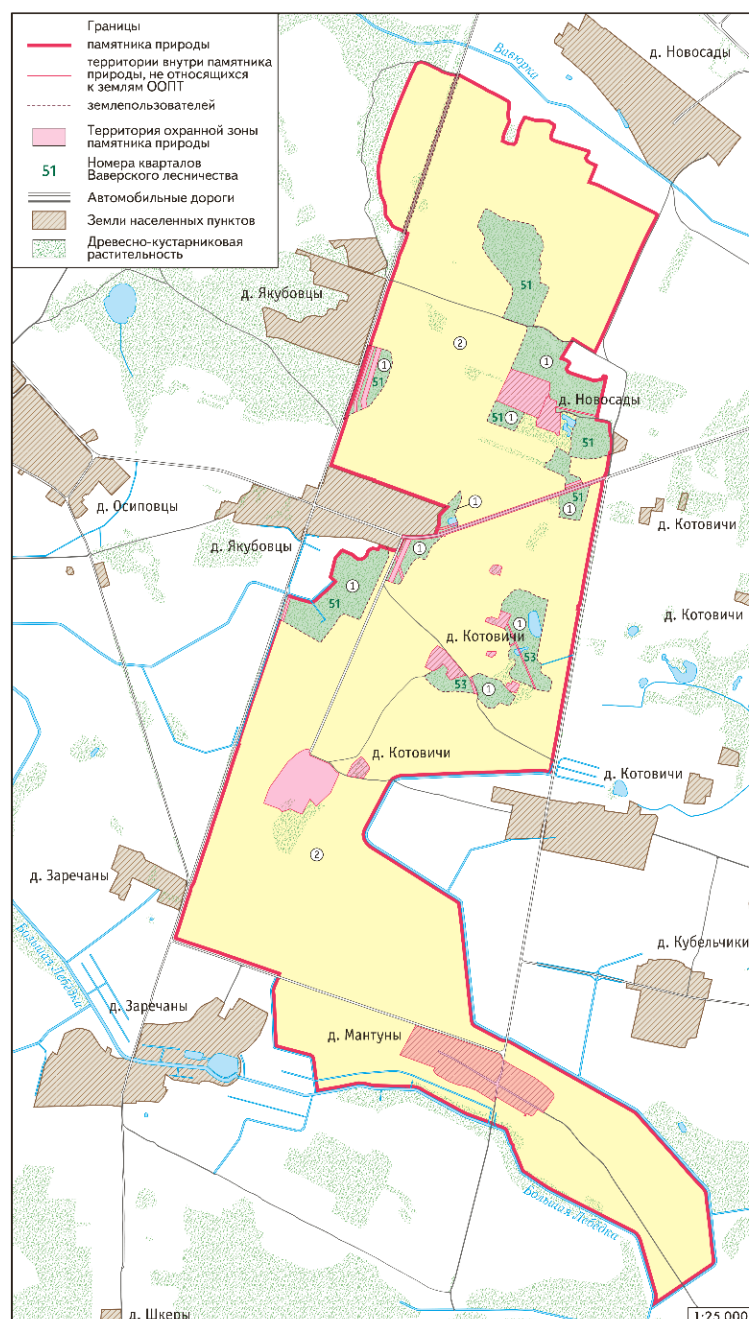 Границы
памятника природы
территории внутри памятника
природы, не относящихся
к землям ООПТ
землепользователей
Территория охранной зоны
памятника природы
51
Номера кварталов
Ваверского лесничества
Автомобильные дороги
Земли населенных пунктов
Древесно-кустарниковая
растительность
Вавюрка
д. Новосады
51
д. Якубовцы
2
1
1
51
д. Новосады
51
1
51
1
51
1
д. Осиповцы
д. Котовичи
д. Якубовцы
1
1
51
д. Котовичи
1
д. Котовичи
53
53
1
д. Котовичи
д. Котовичи
2
д. Заречаны
Большая Лебёдка
д. Кубельчики
д. Заречаны
д. Мантуны
Большая Лебёдка
д. Шкеры
1:25 000